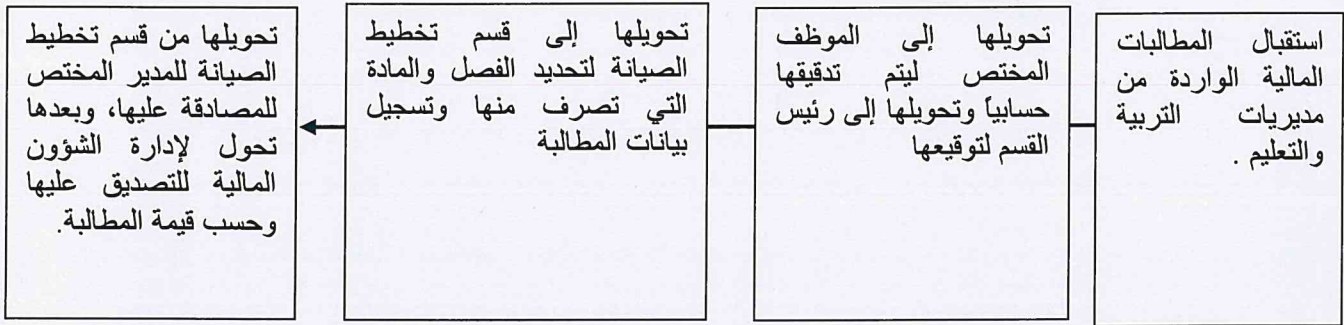 استقبال المطالبات
المالية الواردة من
مديريات التربية
والتعليم .
تحويلها إلى الموظف
المختص ليتم تدقيقها
حسابياً وتحويلها إلى رئيس
القسم لتوقيعها
تحويلها إلى قسم تخطيط
الصيانة لتحديد الفصل والمادة
التي تصرف منها وتسجيل
بيانات المطالبة
تحويلها من قسم تخطيط
الصيانة للمدير المختص
للمصادقة عليها، وبعدها
تحول لإدارة الشؤون
المالية للتصديق عليها
وحسب قيمة المطالبة.